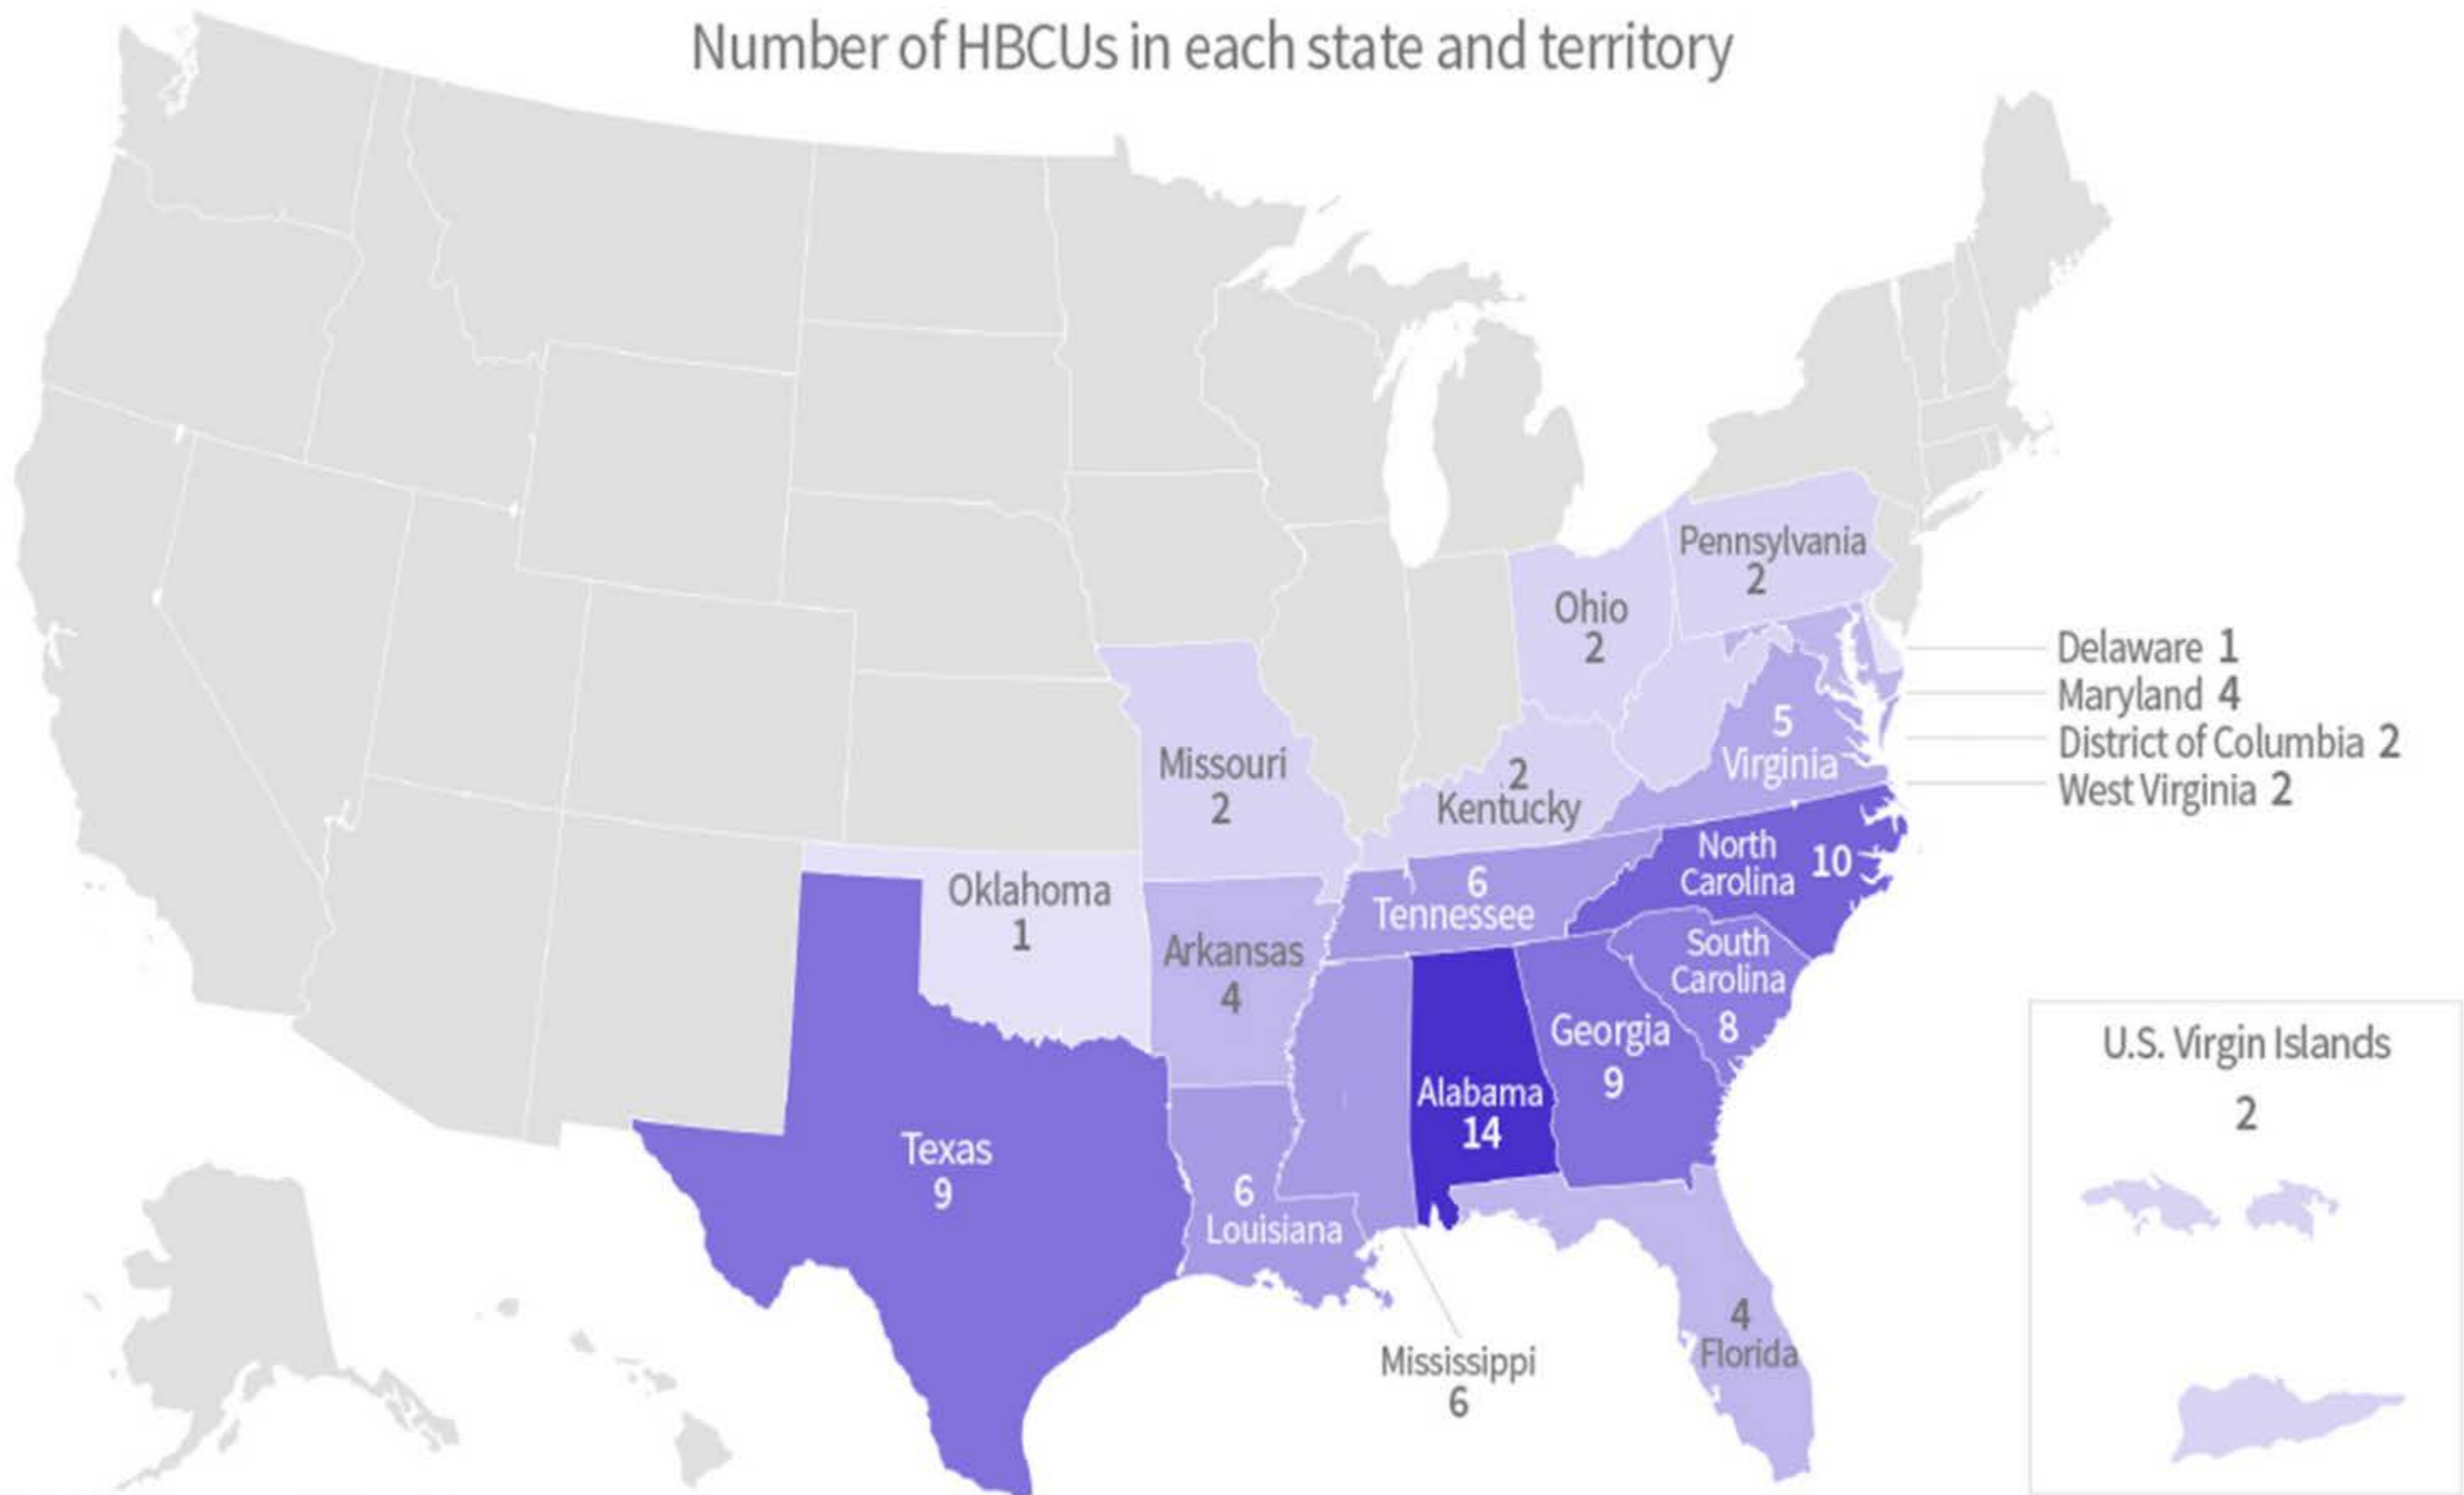 Number of HBCUs in each state and territory
Pennsylvania
2
Ohio
2
Delaware 1
Maryland 4
District of Columbia 2
West Virginia 2
5
Virginia
Missouri
2
2
Kentucky
North
Carolina
10
Oklahoma
1
6
Tennessee
Arkansas
4
South
Carolina
8
Georgia
9
Alabama
14
Texas
9
6
Louisiana
Mississippi
6
4
Florida
U.S. Virgin Islands
2